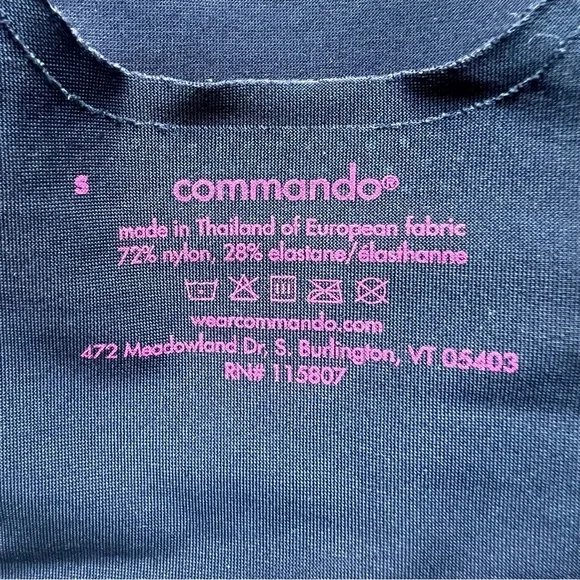 S commando®
made in Thailand of European fabric
72% nylon, 28% elastane/élasthanne
wearcommando.com
472 Meadowland Dr, S. Burlington, VT 05403
RN# 115807